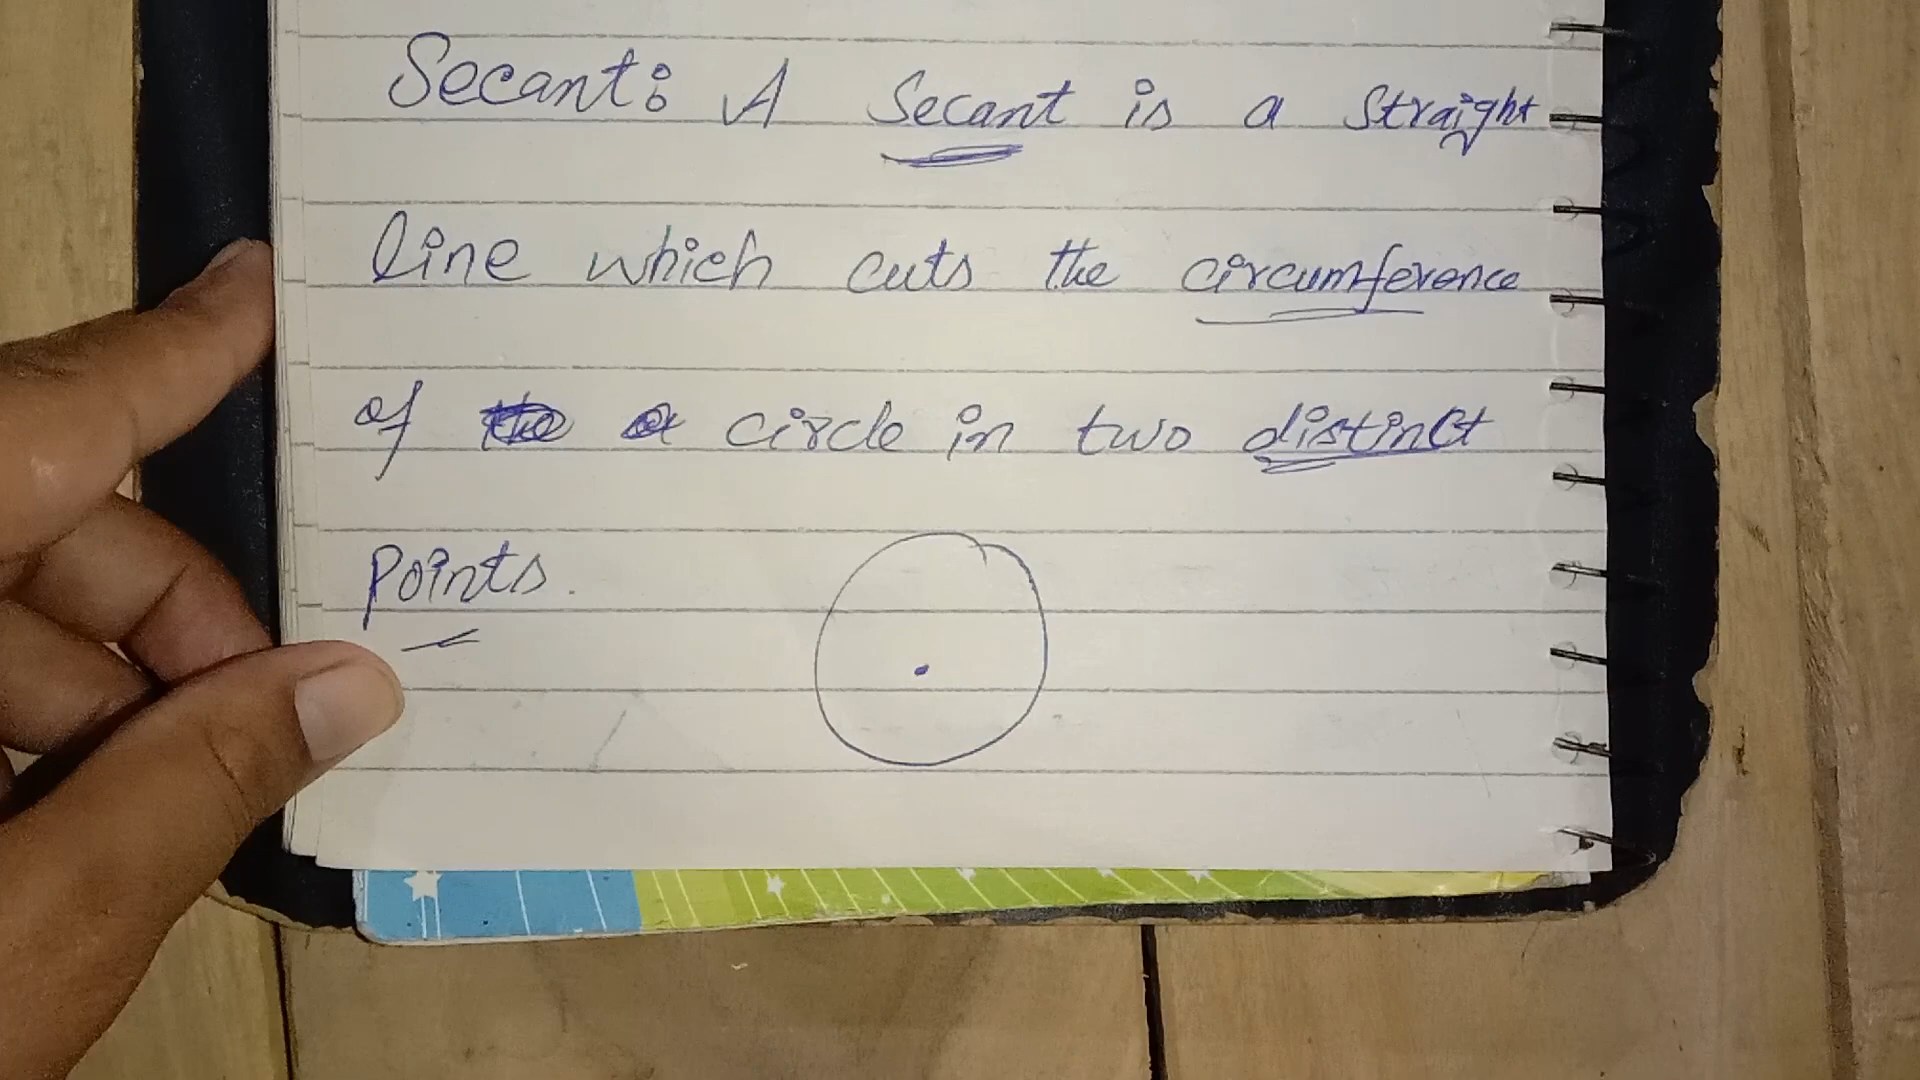 Secant: A Secant is a straight
line which cuts the circumference
of a circle in two distinct
Points.